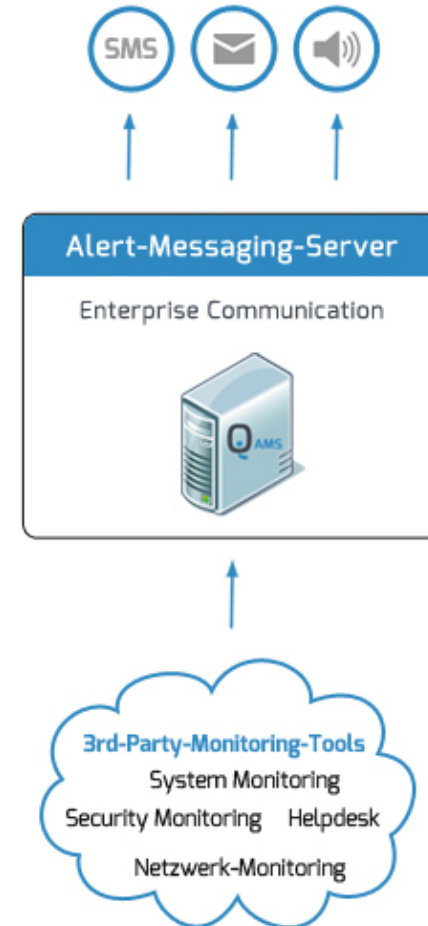 SMS
Alert-Messaging-Server
Enterprise Communication
Q AMS
3rd-Party-Monitoring-Tools
System Monitoring
Security Monitoring Helpdesk
Netzwerk-Monitoring